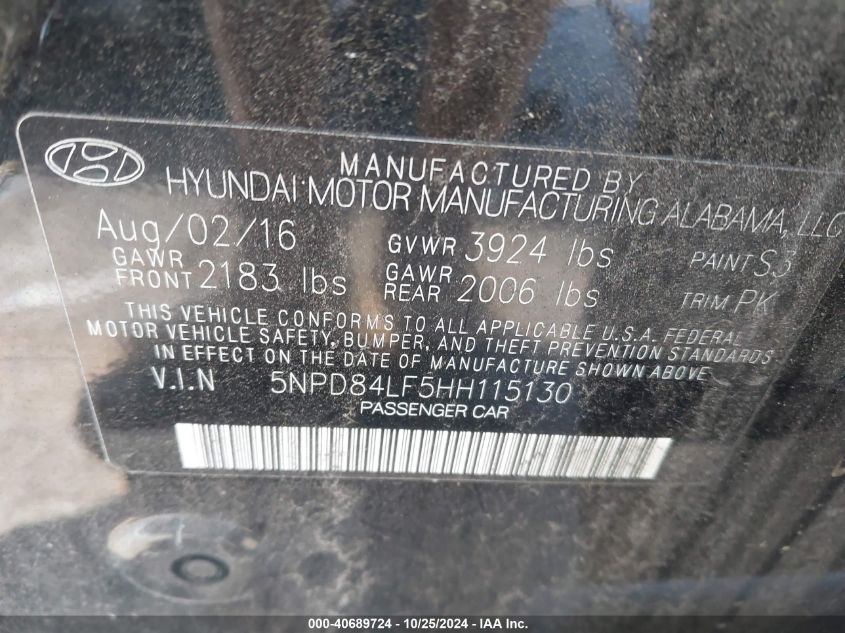 MANUFACTURED BY
HYUNDAI MOTOR MANUFACTURING ALABAMA, LLC
Aug/02/16 GVWR 3924 lbs PAINT S3
GAWR FRONT 2183 lbs GAWR REAR 2006 lbs TRIM PK
THIS VEHICLE CONFORMS TO ALL APPLICABLE U.S.A. FEDERAL
MOTOR VEHICLE SAFETY, BUMPER, AND THEFT PREVENTION STANDARDS
IN EFFECT ON THE DATE OF MANUFACTURE SHOWN ABOVE
V.I.N 5NPD84LF5HH115130
PASSENGER CAR
000-40689724 - 10/25/2024 - IAA Inc.